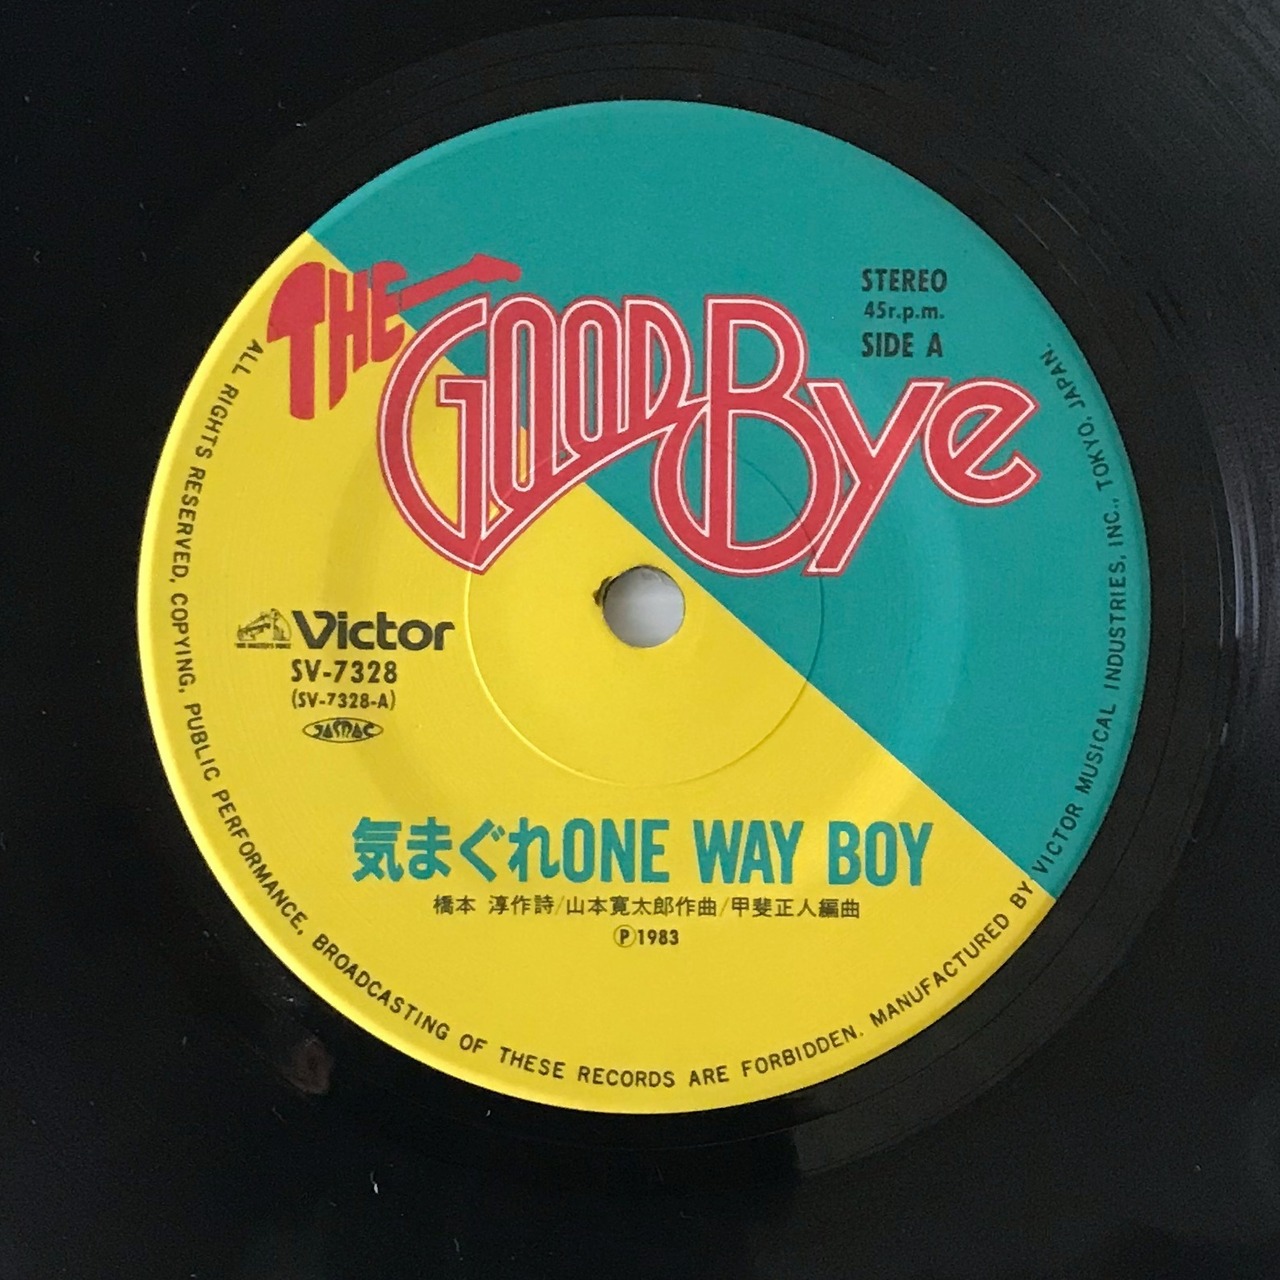 THE GOOD Bye
STEREO
45r.p.m.
SIDE A
Victor
SV-7328
(SV-7328-A)
JASRAC
気まぐれONE WAY BOY
橋本 淳作詩/山本寛太郎作曲/甲斐正人編曲
Ⓟ1983
ALL RIGHTS RESERVED, COPYING, PUBLIC PERFORMANCE, BROADCASTING OF THESE RECORDS ARE FORBIDDEN. MANUFACTURED BY VICTOR MUSICAL INDUSTRIES, INC., TOKYO, JAPAN.